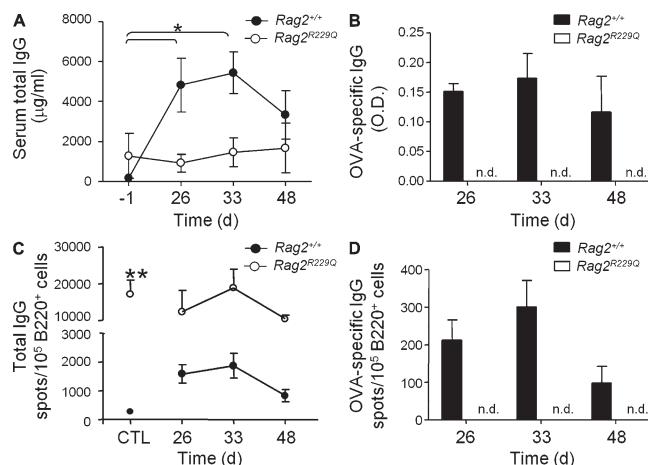 A
*
Rag2+/+
Rag2R229Q
Serum total IgG
(µg/ml)
8000
6000
4000
2000
0
-1 26 33 48
Time (d)
B
Rag2+/+
Rag2R229Q
OVA-specific IgG
(O.D.)
0.25
0.20
0.15
0.10
0.05
0.00
n.d. n.d. n.d.
26 33 48
Time (d)
C
Rag2+/+
Rag2R229Q
**
Total IgG
spots/10⁵ B220⁺ cells
30000
20000
10000
4000
3000
2000
1000
0
CTL 26 33 48
Time (d)
D
Rag2+/+
Rag2R229Q
OVA-specific IgG
spots/10⁵ B220⁺ cells
400
300
200
100
0
n.d. n.d. n.d.
26 33 48
Time (d)